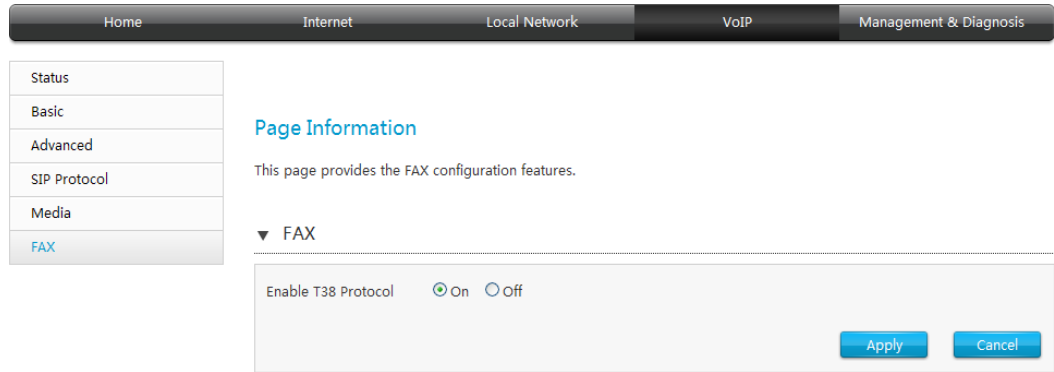 Home Internet Local Network VoIP Management & Diagnosis
Status
Basic
Advanced
SIP Protocol
Media
FAX
Page Information
This page provides the FAX configuration features.
FAX
Enable T38 Protocol On Off
Apply Cancel